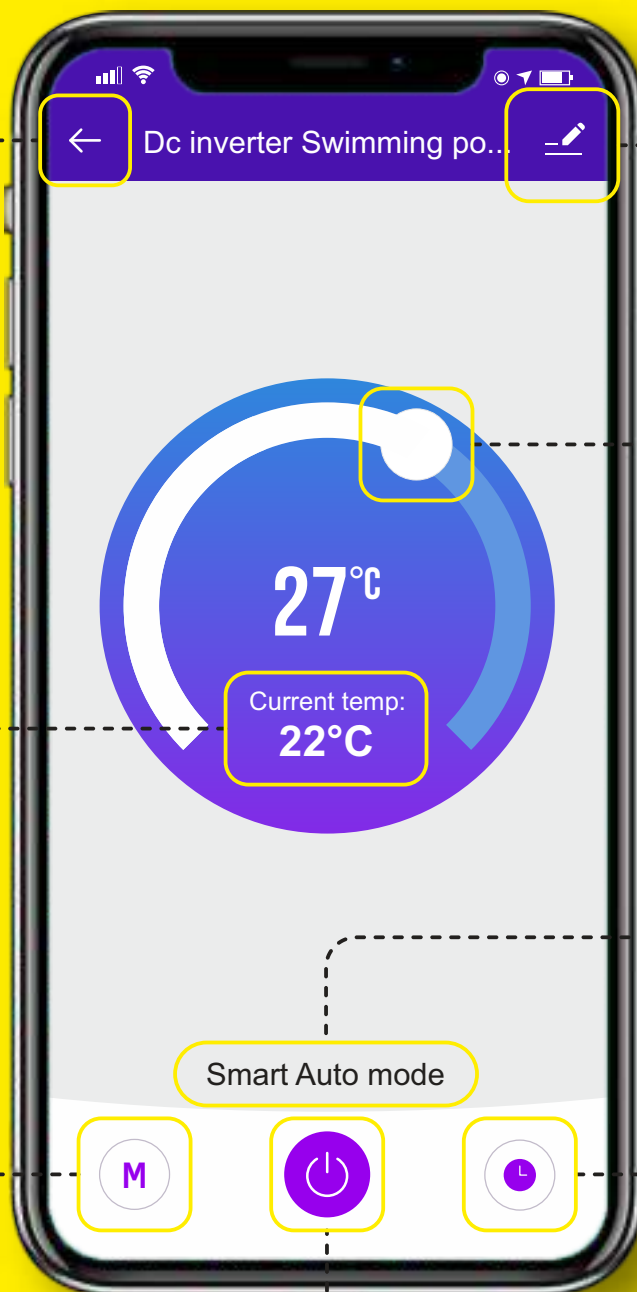 Dc inverter Swimming po...
27°C
Current temp:
22°C
Smart Auto mode
M